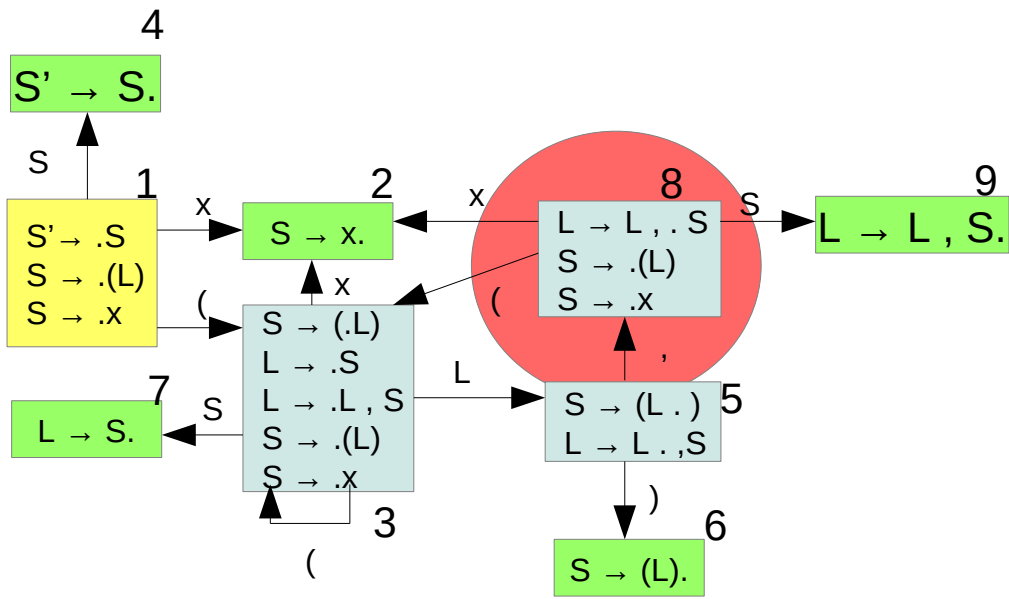 4
S’ → S.
S
1
S’→ .S
S → .(L)
S → .x
x
(
2
S → x.
x
x
(
8
L → L , . S
S → .(L)
S → .x
S
9
L → L , S.
S → (.L)
L → .S
L → .L , S
S → .(L)
S → .x
3
(
L
,
S → (L . )
L → L . ,S
5
7
L → S.
S
)
6
S → (L).